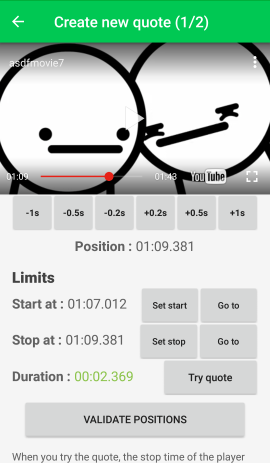 Create new quote (1/2)
asdfmovie7
01:09 01:43 YouTube
-1s -0.5s -0.2s +0.2s +0.5s +1s
Position : 01:09.381
Limits
Start at : 01:07.012 Set start Go to
Stop at : 01:09.381 Set stop Go to
Duration : 00:02.369 Try quote
VALIDATE POSITIONS
When you try the quote, the stop time of the player